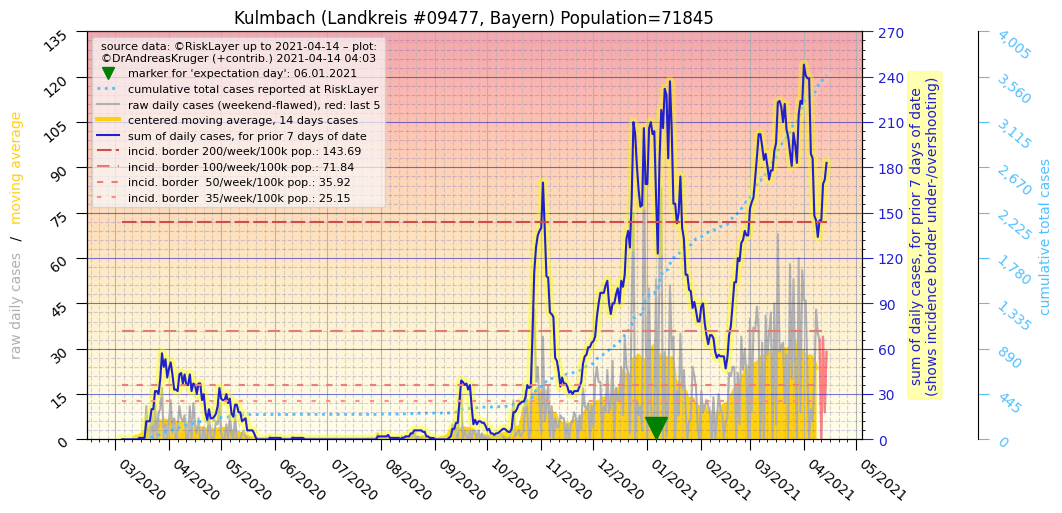 Kulmbach (Landkreis #09477, Bayern) Population=71845
source data: ©RiskLayer up to 2021-04-14 – plot:
©DrAndreasKruger (+contrib.) 2021-04-14 04:03
marker for 'expectation day': 06.01.2021
cumulative total cases reported at RiskLayer
raw daily cases (weekend-flawed), red: last 5
centered moving average, 14 days cases
sum of daily cases, for prior 7 days of date
incid. border 200/week/100k pop.: 143.69
incid. border 100/week/100k pop.: 71.84
incid. border  50/week/100k pop.: 35.92
incid. border  35/week/100k pop.: 25.15
raw daily cases  /  moving average
135
120
105
90
75
60
45
30
15
0
03/2020
04/2020
05/2020
06/2020
07/2020
08/2020
09/2020
10/2020
11/2020
12/2020
01/2021
02/2021
03/2021
04/2021
05/2021
270
240
210
180
150
120
90
60
30
0
sum of daily cases, for prior 7 days of date
(shows incidence border under-/overshooting)
4,005
3,560
3,115
2,670
2,225
1,780
1,335
890
445
0
cumulative total cases